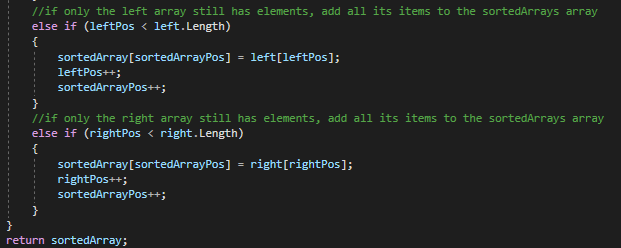 //if only the left array still has elements, add all its items to the sortedArrays array
else if (leftPos < left.Length)
{
sortedArray[sortedArrayPos] = left[leftPos];
leftPos++;
sortedArrayPos++;
}
//if only the right array still has elements, add all its items to the sortedArrays array
else if (rightPos < right.Length)
{
sortedArray[sortedArrayPos] = right[rightPos];
rightPos++;
sortedArrayPos++;
}
}
return sortedArray;